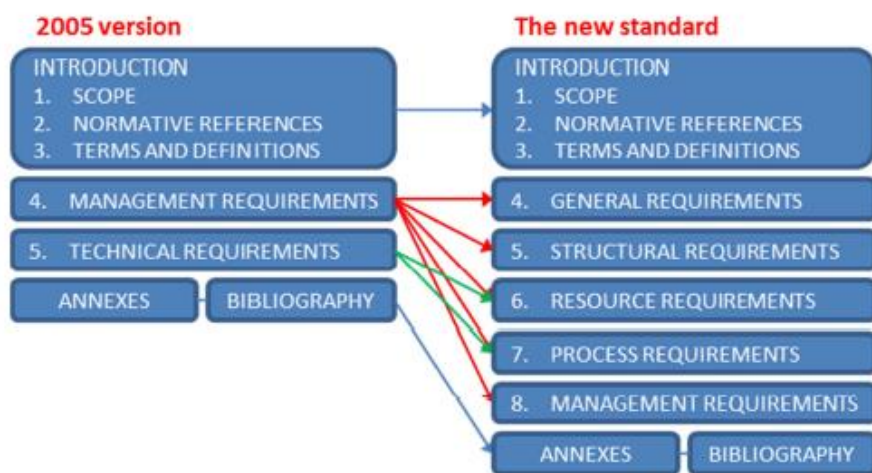 2005 version
INTRODUCTION
1. SCOPE
2. NORMATIVE REFERENCES
3. TERMS AND DEFINITIONS
4. MANAGEMENT REQUIREMENTS
5. TECHNICAL REQUIREMENTS
ANNEXES
BIBLIOGRAPHY
The new standard
INTRODUCTION
1. SCOPE
2. NORMATIVE REFERENCES
3. TERMS AND DEFINITIONS
4. GENERAL REQUIREMENTS
5. STRUCTURAL REQUIREMENTS
6. RESOURCE REQUIREMENTS
7. PROCESS REQUIREMENTS
8. MANAGEMENT REQUIREMENTS
ANNEXES
BIBLIOGRAPHY